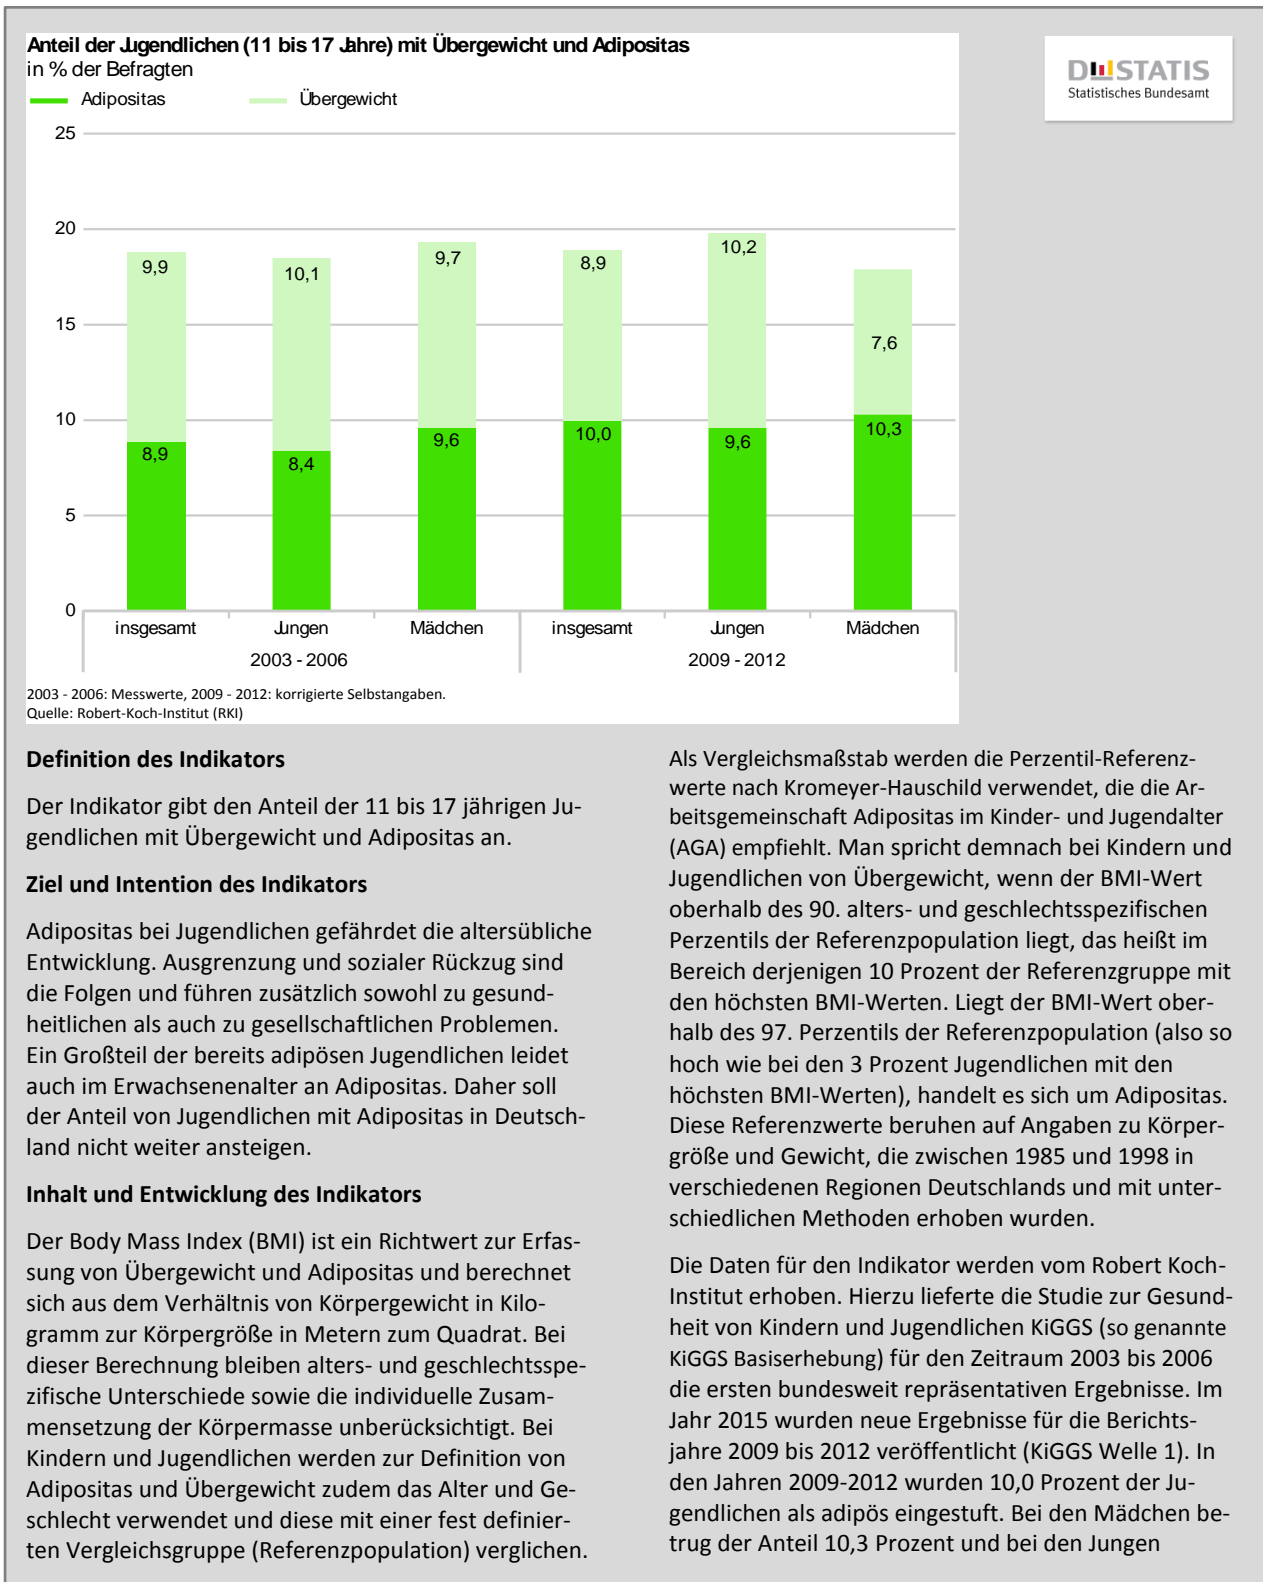 Anteil der Jugendlichen (11 bis 17 Jahre) mit Übergewicht und Adipositas
in % der Befragten
Adipositas Übergewicht
DESTATIS
Statistisches Bundesamt
25
20
15
10
5
0
9,9
8,9
10,1
8,4
9,7
9,6
8,9
10,0
10,2
9,6
7,6
10,3
insgesamt Jungen Mädchen insgesamt Jungen Mädchen
2003 - 2006 2009 - 2012
2003 - 2006: Messwerte, 2009 - 2012: korrigierte Selbstangaben.
Quelle: Robert-Koch-Institut (RKI)
Definition des Indikators
Der Indikator gibt den Anteil der 11 bis 17 jährigen Ju-
gendlichen mit Übergewicht und Adipositas an.
Ziel und Intention des Indikators
Adipositas bei Jugendlichen gefährdet die altersübliche
Entwicklung. Ausgrenzung und sozialer Rückzug sind
die Folgen und führen zusätzlich sowohl zu gesund-
heitlichen als auch zu gesellschaftlichen Problemen.
Ein Großteil der bereits adipösen Jugendlichen leidet
auch im Erwachsenenalter an Adipositas. Daher soll
der Anteil von Jugendlichen mit Adipositas in Deutsch-
land nicht weiter ansteigen.
Inhalt und Entwicklung des Indikators
Der Body Mass Index (BMI) ist ein Richtwert zur Erfas-
sung von Übergewicht und Adipositas und berechnet
sich aus dem Verhältnis von Körpergewicht in Kilo-
gramm zur Körpergröße in Metern zum Quadrat. Bei
dieser Berechnung bleiben alters- und geschlechtsspe-
zifische Unterschiede sowie die individuelle Zusam-
mensetzung der Körpermasse unberücksichtigt. Bei
Kindern und Jugendlichen werden zur Definition von
Adipositas und Übergewicht zudem das Alter und Ge-
schlecht verwendet und diese mit einer fest definier-
ten Vergleichsgruppe (Referenzpopulation) verglichen.
Als Vergleichsmaßstab werden die Perzentil-Referenz-
werte nach Kromeyer-Hauschild verwendet, die die Ar-
beitsgemeinschaft Adipositas im Kinder- und Jugendalter
(AGA) empfiehlt. Man spricht demnach bei Kindern und
Jugendlichen von Übergewicht, wenn der BMI-Wert
oberhalb des 90. alters- und geschlechtsspezifischen
Perzentils der Referenzpopulation liegt, das heißt im
Bereich derjenigen 10 Prozent der Referenzgruppe mit
den höchsten BMI-Werten. Liegt der BMI-Wert ober-
halb des 97. Perzentils der Referenzpopulation (also so
hoch wie bei den 3 Prozent Jugendlichen mit den
höchsten BMI-Werten), handelt es sich um Adipositas.
Diese Referenzwerte beruhen auf Angaben zu Körper-
größe und Gewicht, die zwischen 1985 und 1998 in
verschiedenen Regionen Deutschlands und mit unter-
schiedlichen Methoden erhoben wurden.
Die Daten für den Indikator werden vom Robert Koch-
Institut erhoben. Hierzu lieferte die Studie zur Gesund-
heit von Kindern und Jugendlichen KiGGS (so genannte
KiGGS Basiserhebung) für den Zeitraum 2003 bis 2006
die ersten bundesweit repräsentativen Ergebnisse. Im
Jahr 2015 wurden neue Ergebnisse für die Berichts-
jahre 2009 bis 2012 veröffentlicht (KiGGS Welle 1). In
den Jahren 2009-2012 wurden 10,0 Prozent der Ju-
gendlichen als adipös eingestuft. Bei den Mädchen be-
trug der Anteil 10,3 Prozent und bei den Jungen